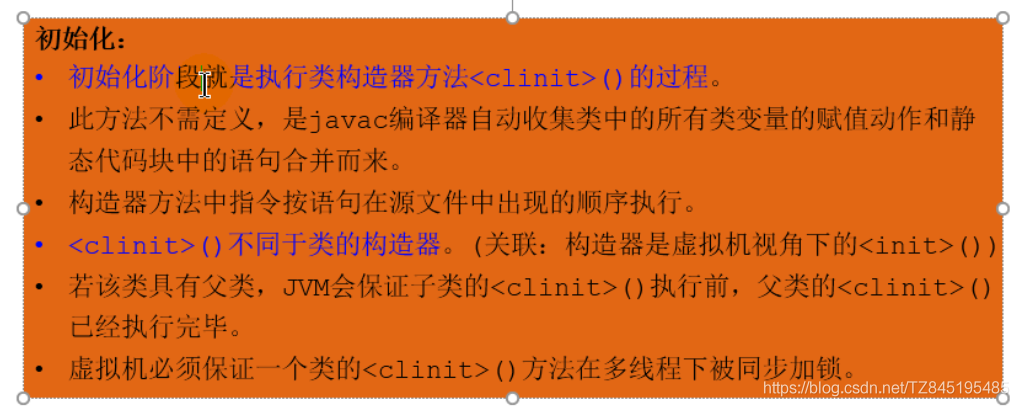 初始化：
• 初始化阶段就是执行类构造器方法<clinit>()的过程。
• 此方法不需定义，是javac编译器自动收集类中的所有类变量的赋值动作和静
态代码块中的语句合并而来。
• 构造器方法中指令按语句在源文件中出现的顺序执行。
• <clinit>()不同于类的构造器。(关联：构造器是虚拟机视角下的<init>())
• 若该类具有父类，JVM会保证子类的<clinit>()执行前，父类的<clinit>()
已经执行完毕。
• 虚拟机必须保证一个类的<clinit>()方法在多线程下被同步加锁。
https://blog.csdn.net/TZ845195485